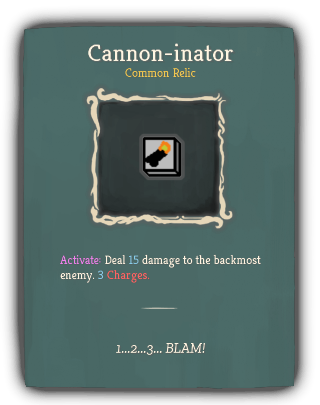 Cannon-inator
Common Relic
Activate: Deal 15 damage to the backmost
enemy. 3 Charges.
1...2...3... BLAM!